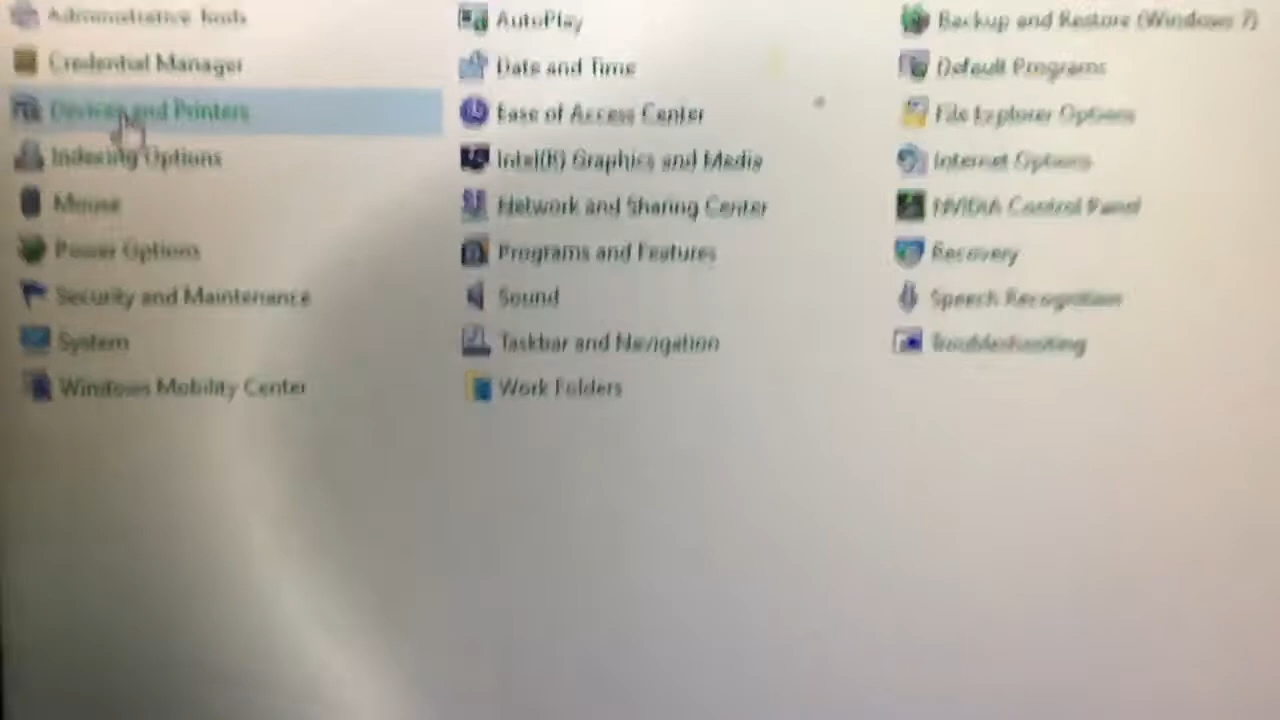 Administrative Tools
AutoPlay
Backup and Restore (Windows 7)
Credential Manager
Date and Time
Default Programs
Devices and Printers
Ease of Access Center
File Explorer Options
Indexing Options
Intel(R) Graphics and Media
Internet Options
Mouse
Network and Sharing Center
NVIDIA Control Panel
Power Options
Programs and Features
Recovery
Security and Maintenance
Sound
Speech Recognition
System
Taskbar and Navigation
Troubleshooting
Windows Mobility Center
Work Folders